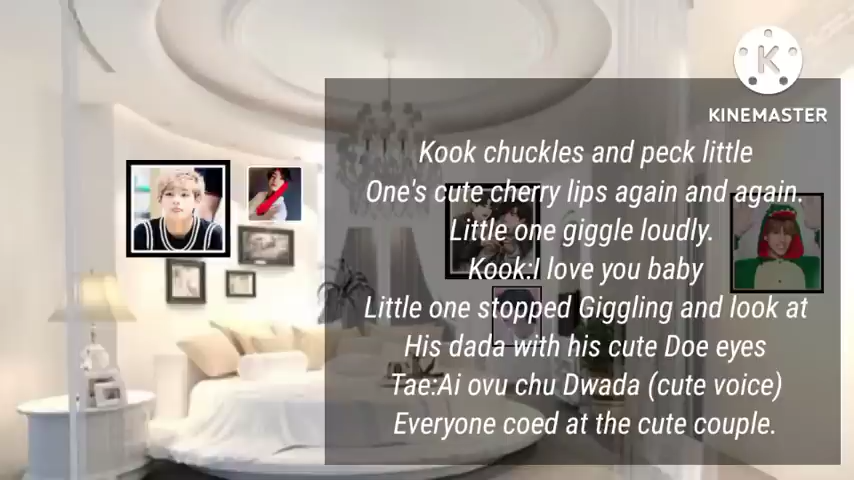 K
KINEMASTER
Kook chuckles and peck little
One's cute cherry lips again and again.
Little one giggle loudly.
Kook:I love you baby
Little one stopped Giggling and look at
His dada with his cute Doe eyes
Tae:Ai ovu chu Dwada (cute voice)
Everyone coed at the cute couple.